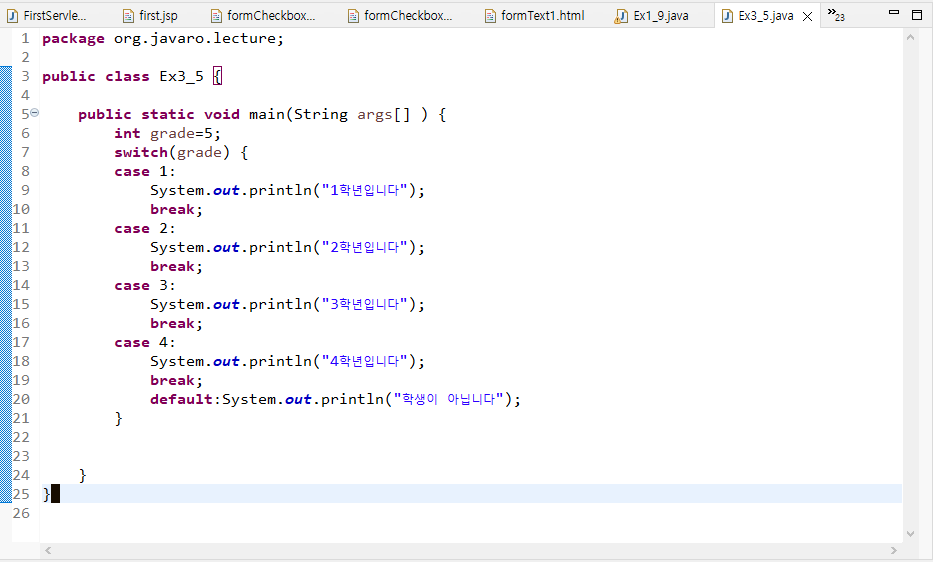 FirstServle... first.jsp formCheckbox... formCheckbox... formText1.html Ex1_9.java Ex3_5.java »23
1 package org.javaro.lecture;
2
3 public class Ex3_5 {
4
5 public static void main(String args[] ) {
6 int grade=5;
7 switch(grade) {
8 case 1:
9 System.out.println("1학년입니다");
10 break;
11 case 2:
12 System.out.println("2학년입니다");
13 break;
14 case 3:
15 System.out.println("3학년입니다");
16 break;
17 case 4:
18 System.out.println("4학년입니다");
19 break;
20 default:System.out.println("학생이 아닙니다");
21 }
22
23
24 }
25 }
26